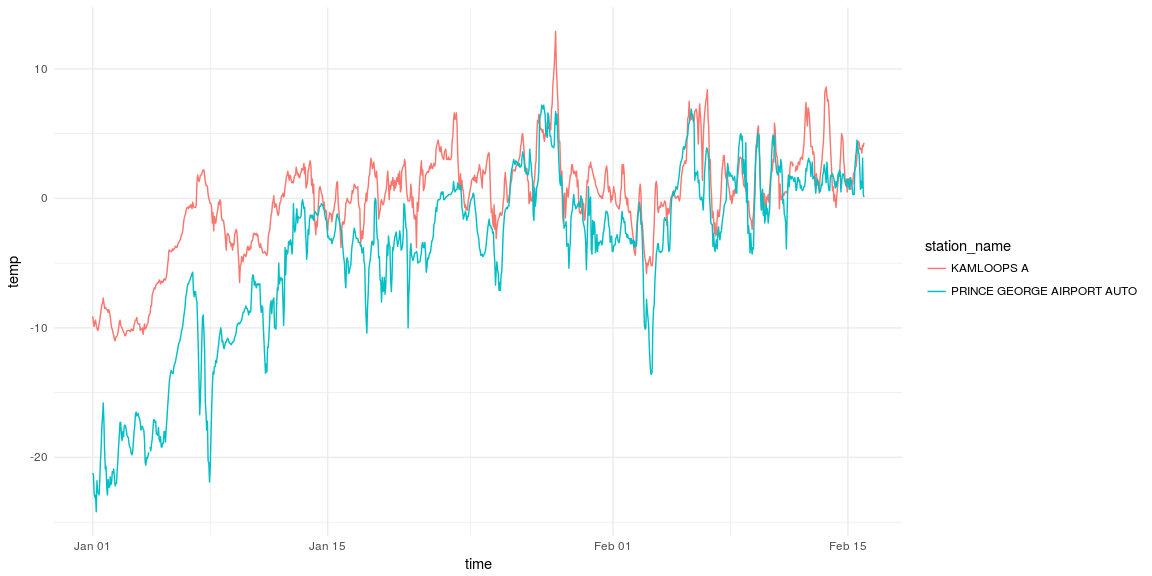 10
0
-10
-20
temp
Jan 01
Jan 15
Feb 01
Feb 15
time
station_name
KAMLOOPS A
PRINCE GEORGE AIRPORT AUTO